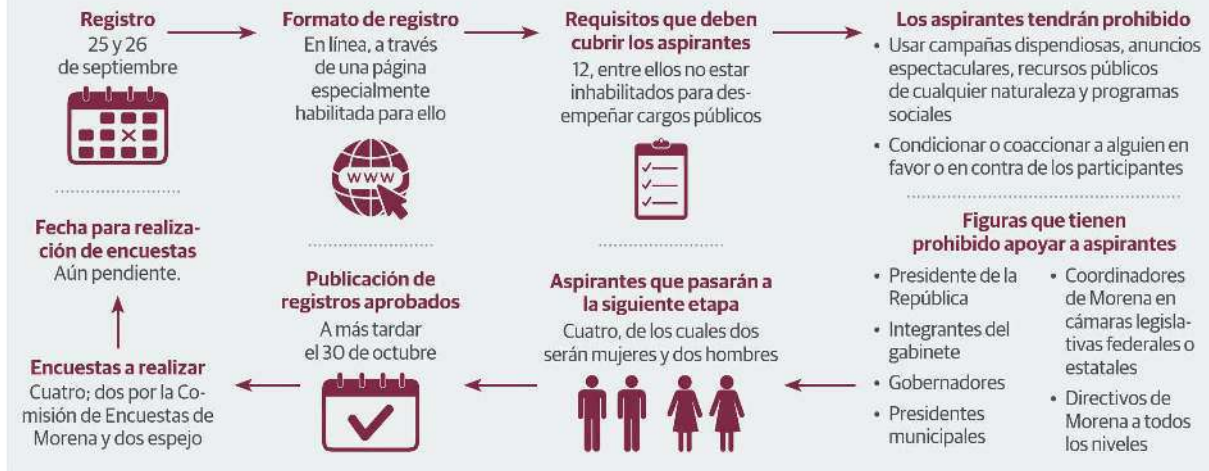 Registro
25 y 26
de septiembre
Formato de registro
En línea, a través
de una página
especialmente
habilitada para ello
WWW
Requisitos que deben
cubrir los aspirantes
12, entre ellos no estar
inhabilitados para des-
empeñar cargos públicos
Los aspirantes tendrán prohibido
• Usar campañas dispendiosas, anuncios
espectaculares, recursos públicos
de cualquier naturaleza y programas
sociales
• Condicionar o coaccionar a alguien en
favor o en contra de los participantes
Figuras que tienen
prohibido apoyar a aspirantes
• Presidente de la
República
• Integrantes del
gabinete
• Gobernadores
• Presidentes
municipales
• Coordinadores
de Morena en
cámaras legisla-
tivas federales o
estatales
• Directivos de
Morena a todos
los niveles
Aspirantes que pasarán a
la siguiente etapa
Cuatro, de los cuales dos
serán mujeres y dos hombres
Publicación de
registros aprobados
A más tardar
el 30 de octubre
Encuestas a realizar
Cuatro; dos por la Co-
misión de Encuestas de
Morena y dos espejo
Fecha para realiza-
ción de encuestas
Aún pendiente.